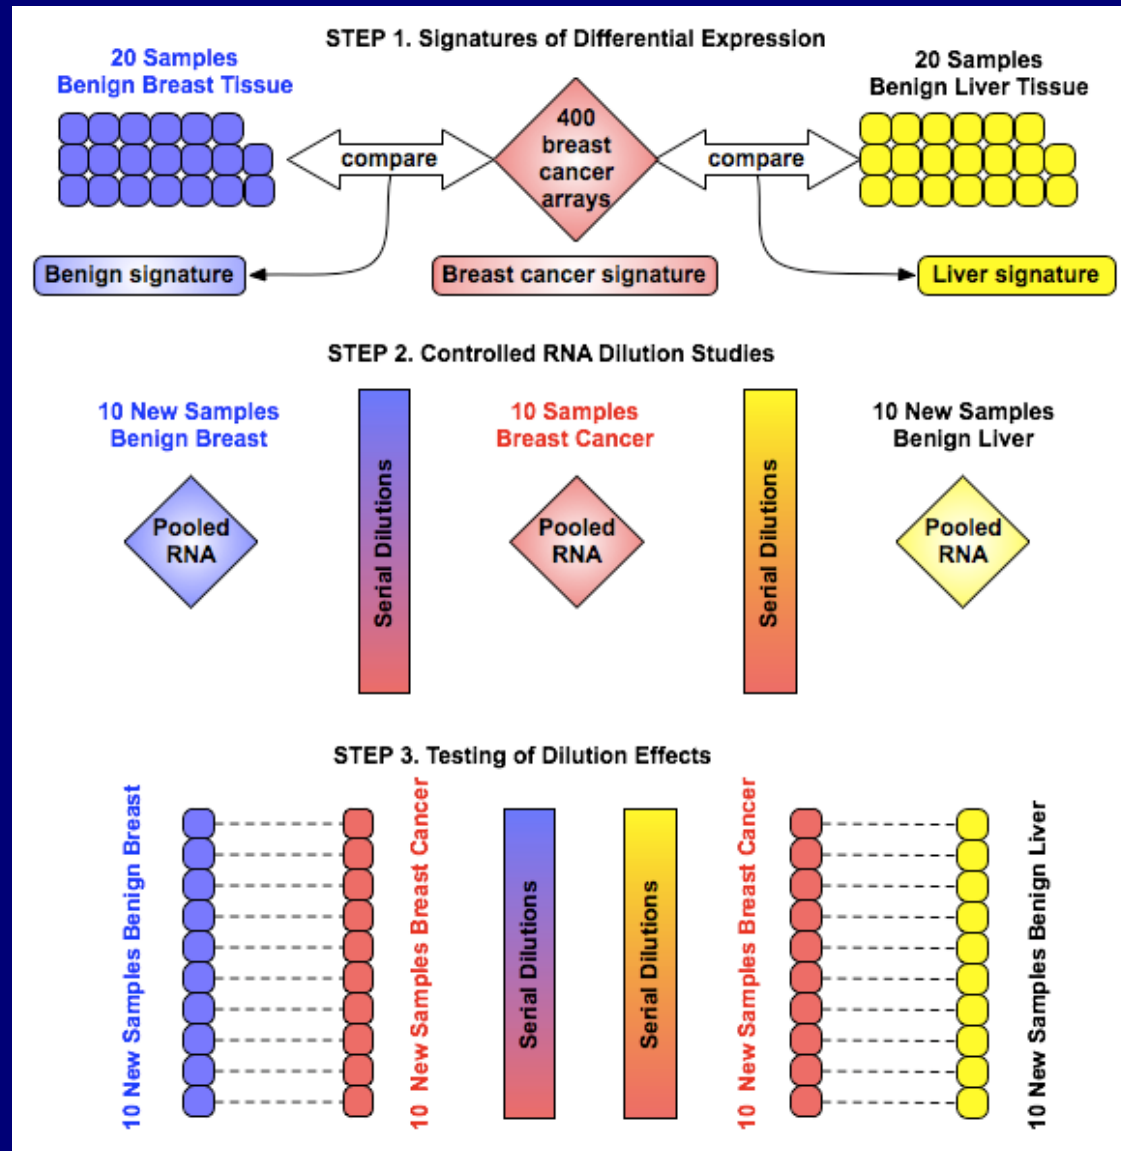 STEP 1. Signatures of Differential Expression
20 Samples
Benign Breast Tissue
20 Samples
Benign Liver Tissue
compare
400
breast
cancer
arrays
compare
Benign signature
Breast cancer signature
Liver signature
STEP 2. Controlled RNA Dilution Studies
10 New Samples
Benign Breast
Serial Dilutions
10 Samples
Breast Cancer
Serial Dilutions
10 New Samples
Benign Liver
Pooled
RNA
Pooled
RNA
Pooled
RNA
STEP 3. Testing of Dilution Effects
10 New Samples Benign Breast
10 New Samples Breast Cancer
Serial Dilutions
Serial Dilutions
10 New Samples Breast Cancer
10 New Samples Benign Liver